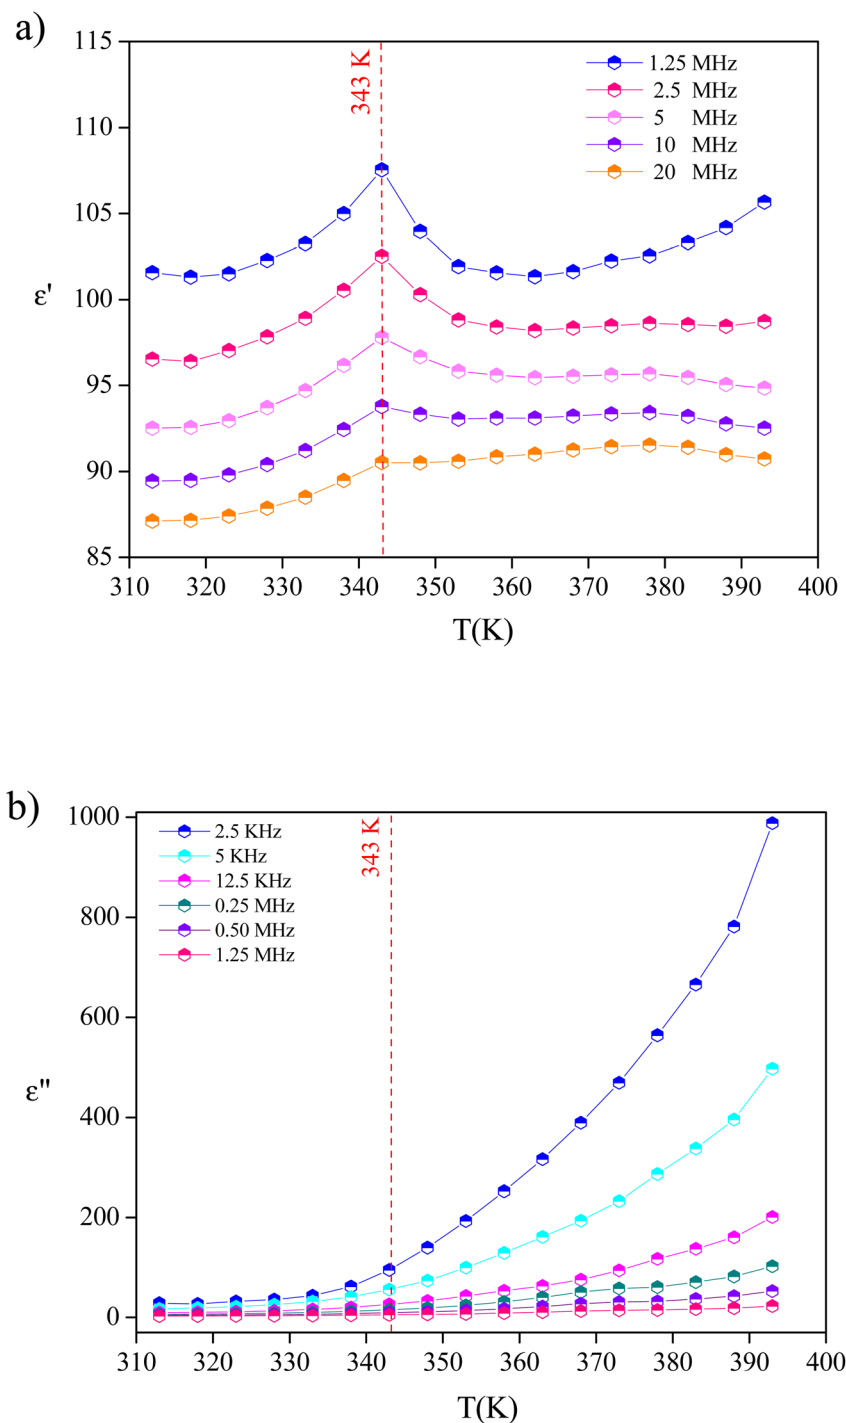 a)
115
110
105
100
95
90
85
ε'
343 K
1.25 MHz
2.5 MHz
5 MHz
10 MHz
20 MHz
310 320 330 340 350 360 370 380 390 400
T(K)
b)
1000
800
600
400
200
0
ε"
2.5 KHz
5 KHz
12.5 KHz
0.25 MHz
0.50 MHz
1.25 MHz
343 K
310 320 330 340 350 360 370 380 390 400
T(K)